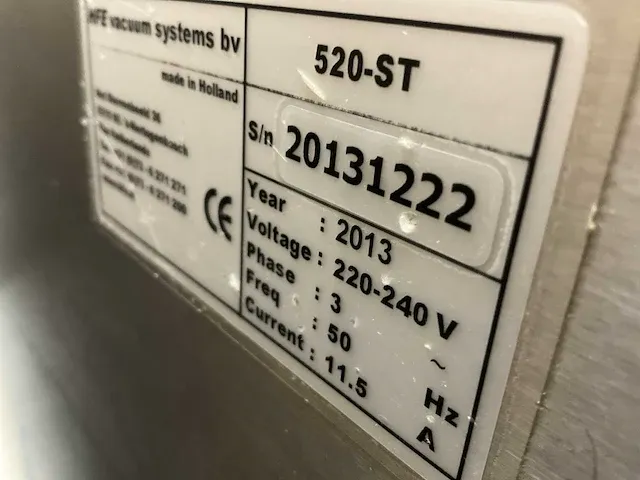 HFE vacuum systems bv
made in Holland
CE
520-ST
S/n 20131222
Year : 2013
Voltage : 220-240 V
Phase : 3 ~
Freq : 50 Hz
Current : 11.5 A